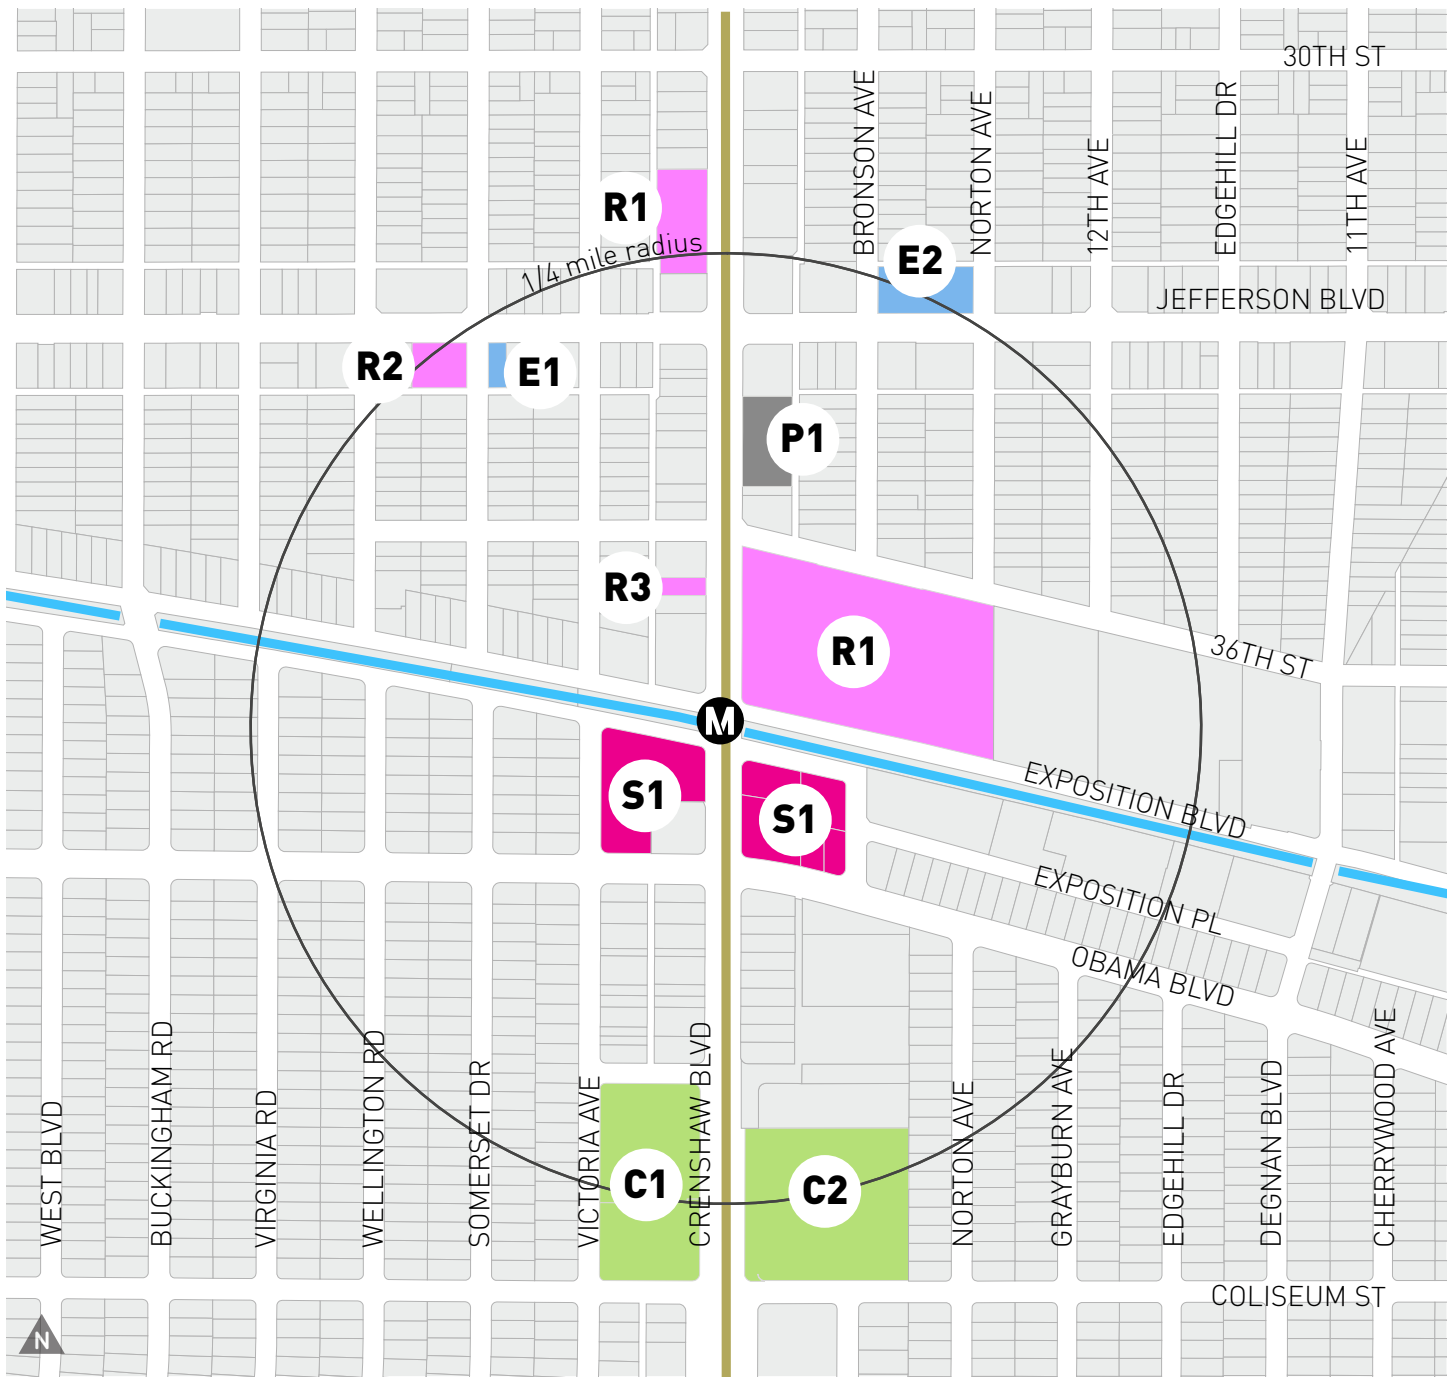 30TH ST
BRONSON AVE
NORTON AVE
12TH AVE
EDGEHILL DR
11TH AVE
R1
1/4 mile radius
E2
JEFFERSON BLVD
R2
E1
P1
R3
R1
36TH ST
M
S1
S1
EXPOSITION BLVD
EXPOSITION PL
OBAMA BLVD
WEST BLVD
BUCKINGHAM RD
VIRGINIA RD
WELLINGTON RD
SOMERSET DR
VICTORIA AVE
CRENSHAW BLVD
NORTON AVE
GRAYBURN AVE
EDGEHILL DR
DEGNAN BLVD
CHERRYWOOD AVE
C1
C2
COLISEUM ST
N